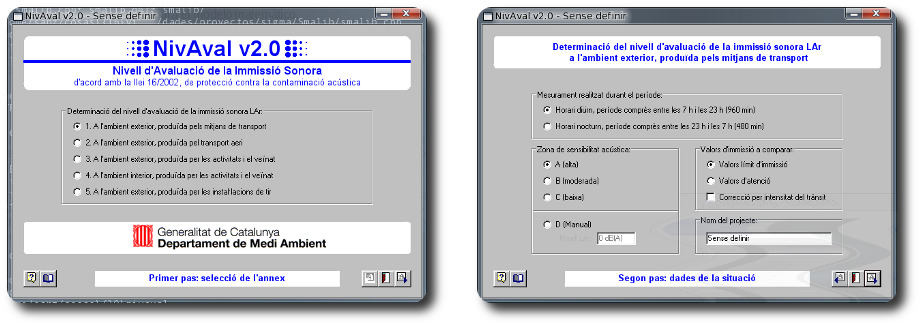 NivAval v2.0 - Sense definir
NivAval v2.0
Nivell d'Avaluació de la Immissió Sonora
d'acord amb la llei 16/2002, de protecció contra la contaminació acústica
Determinació del nivell d'avaluació de la immissió sonora LAr:
1. A l'ambient exterior, produïda pels mitjans de transport
2. A l'ambient exterior, produïda pel transport aeri
3. A l'ambient exterior, produïda per les activitats i el veïnat
4. A l'ambient interior, produïda per les activitats i el veïnat
5. A l'ambient exterior, produïda per les instal·lacions de tir
Generalitat de Catalunya
Departament de Medi Ambient
Primer pas: selecció de l'annex
NivAval v2.0 - Sense definir
Determinació del nivell d'avaluació de la immissió sonora LAr
a l'ambient exterior, produïda pels mitjans de transport
Mesurament realitzat durant el període:
Horari diürn, període comprès entre les 7 h i les 23 h (960 min)
Horari nocturn, període comprès entre les 23 h i les 7 h (480 min)
Zona de sensibilitat acústica:
A (alta)
B (moderada)
C (baixa)
D (Manual)
0 dB(A)
Valors d'immissió a comparar:
Valors límit d'immissió
Valors d'atenció
Correcció per intensitat del trànsit
Nom del projecte:
Sense definir
Segon pas: dades de la situació